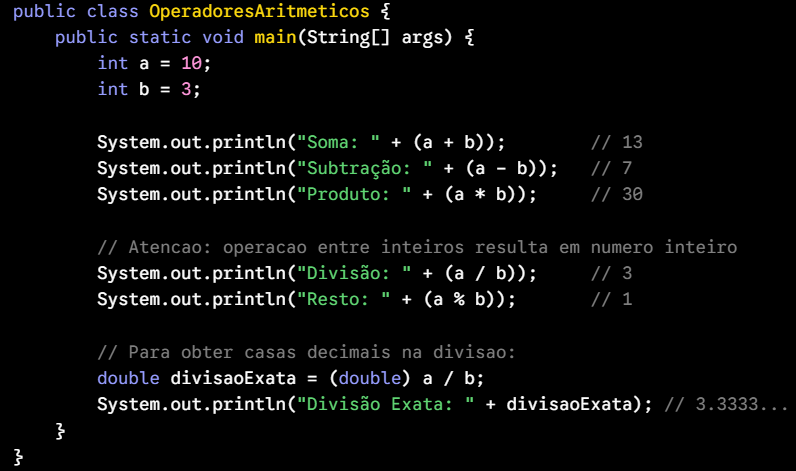 public class OperadoresAritmeticos {
    public static void main(String[] args) {
        int a = 10;
        int b = 3;

        System.out.println("Soma: " + (a + b));        // 13
        System.out.println("Subtração: " + (a - b));   // 7
        System.out.println("Produto: " + (a * b));     // 30

        // Atencao: operacao entre inteiros resulta em numero inteiro
        System.out.println("Divisão: " + (a / b));     // 3
        System.out.println("Resto: " + (a % b));       // 1

        // Para obter casas decimais na divisao:
        double divisaoExata = (double) a / b;
        System.out.println("Divisão Exata: " + divisaoExata); // 3.3333...
    }
}